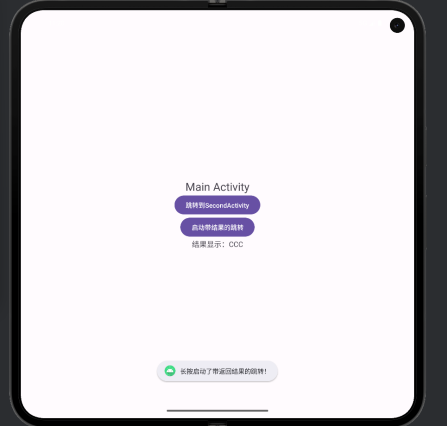 Main Activity
跳转到SecondActivity
启动带结果的跳转
结果显示：CCC
长按启动了带返回结果的跳转！